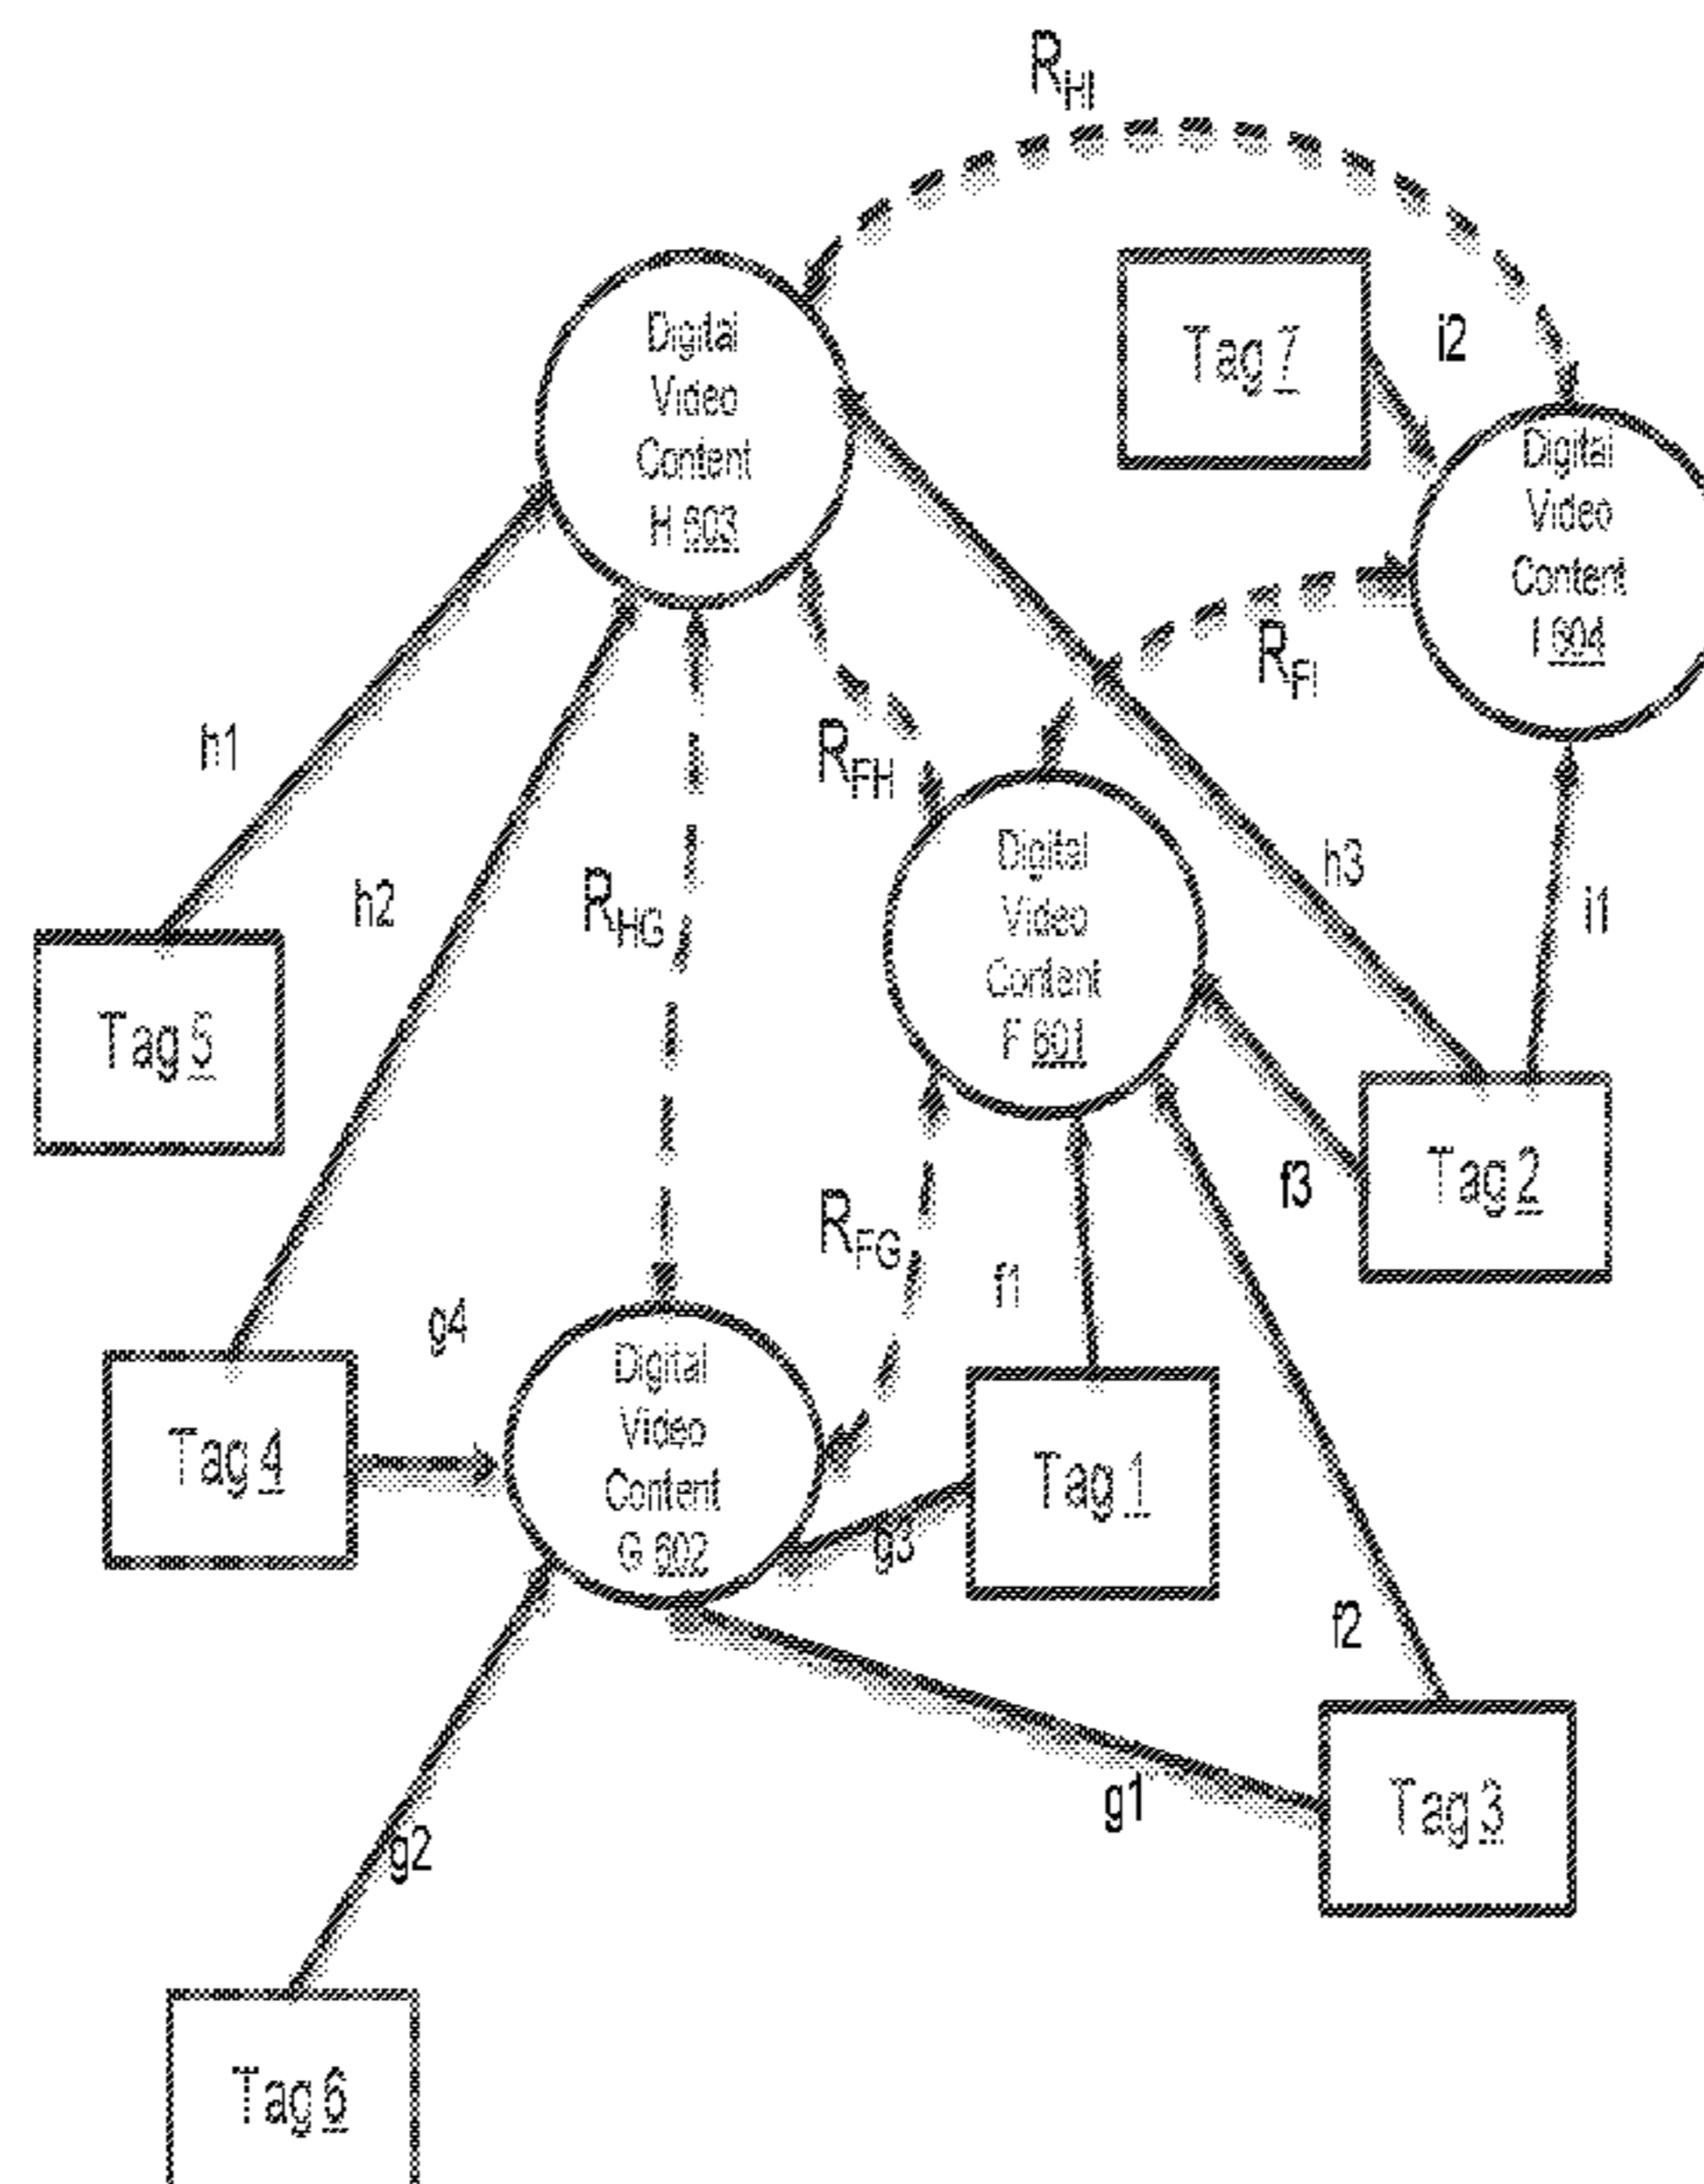 R_HI
Digital
Video
Content
H 603
Tag 7
i2
Digital
Video
Content
I 604
R_FI
h1
R_FH
h2
R_HG
Digital
Video
Content
F 601
h3
i1
Tag 5
f3
Tag 2
R_FG
f1
g4
Digital
Video
Content
G 602
Tag 4
Tag 1
g3
f2
g1
Tag 3
g2
Tag 6